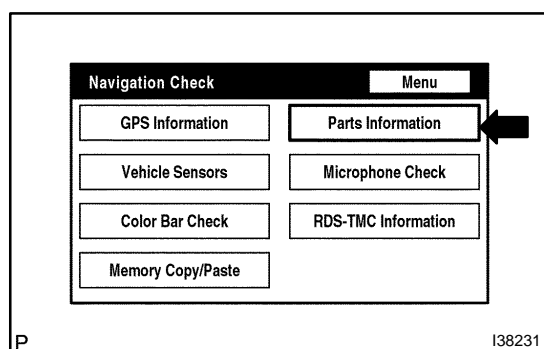 Navigation Check Menu
GPS Information Parts Information
Vehicle Sensors Microphone Check
Color Bar Check RDS-TMC Information
Memory Copy/Paste
P I38231